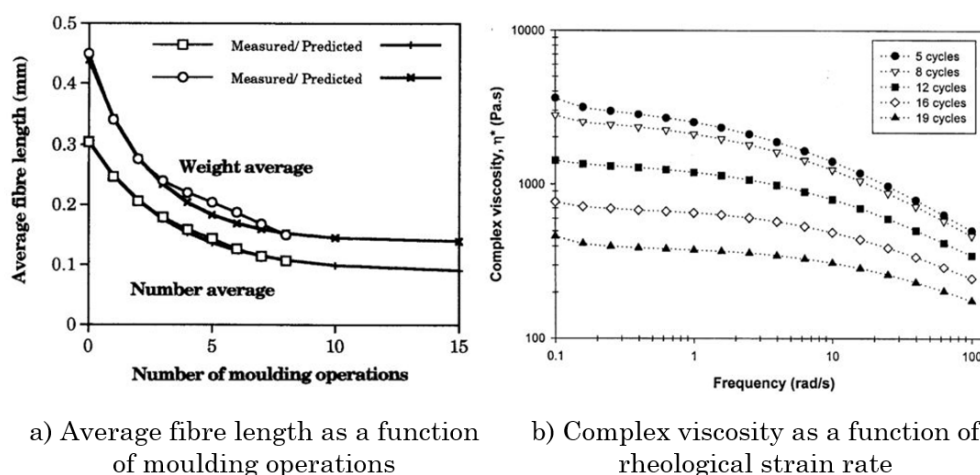 0.5
0.4
0.3
0.2
0.1
0
0
5
10
15
Average fibre length (mm)
Measured/ Predicted
Measured/ Predicted
Weight average
Number average
Number of moulding operations
10000
1000
100
0.1
1
10
100
Complex viscosity, η* (Pa.s)
5 cycles
8 cycles
12 cycles
16 cycles
19 cycles
Frequency (rad/s)
a) Average fibre length as a function
of moulding operations
b) Complex viscosity as a function of
rheological strain rate